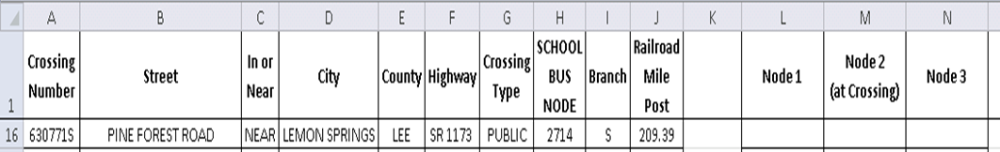 A B C D E F G H I J K L M N
1 Crossing Number Street In or Near City County Highway Crossing Type SCHOOL BUS NODE Branch Railroad Mile Post Node 1 Node 2 (at Crossing) Node 3
16 630771S PINE FOREST ROAD NEAR LEMON SPRINGS LEE SR 1173 PUBLIC 2714 S 209.39